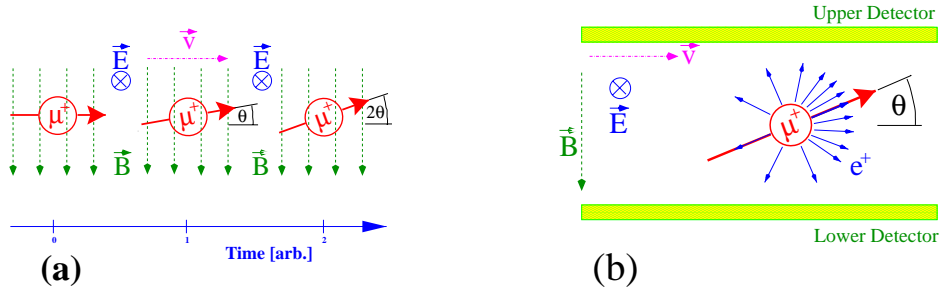 E
v
E
μ+
μ+
θ
μ+
2θ
B
B
0
1
2
Time [arb.]
(a)
Upper Detector
v
E
B
μ+
θ
e+
Lower Detector
(b)